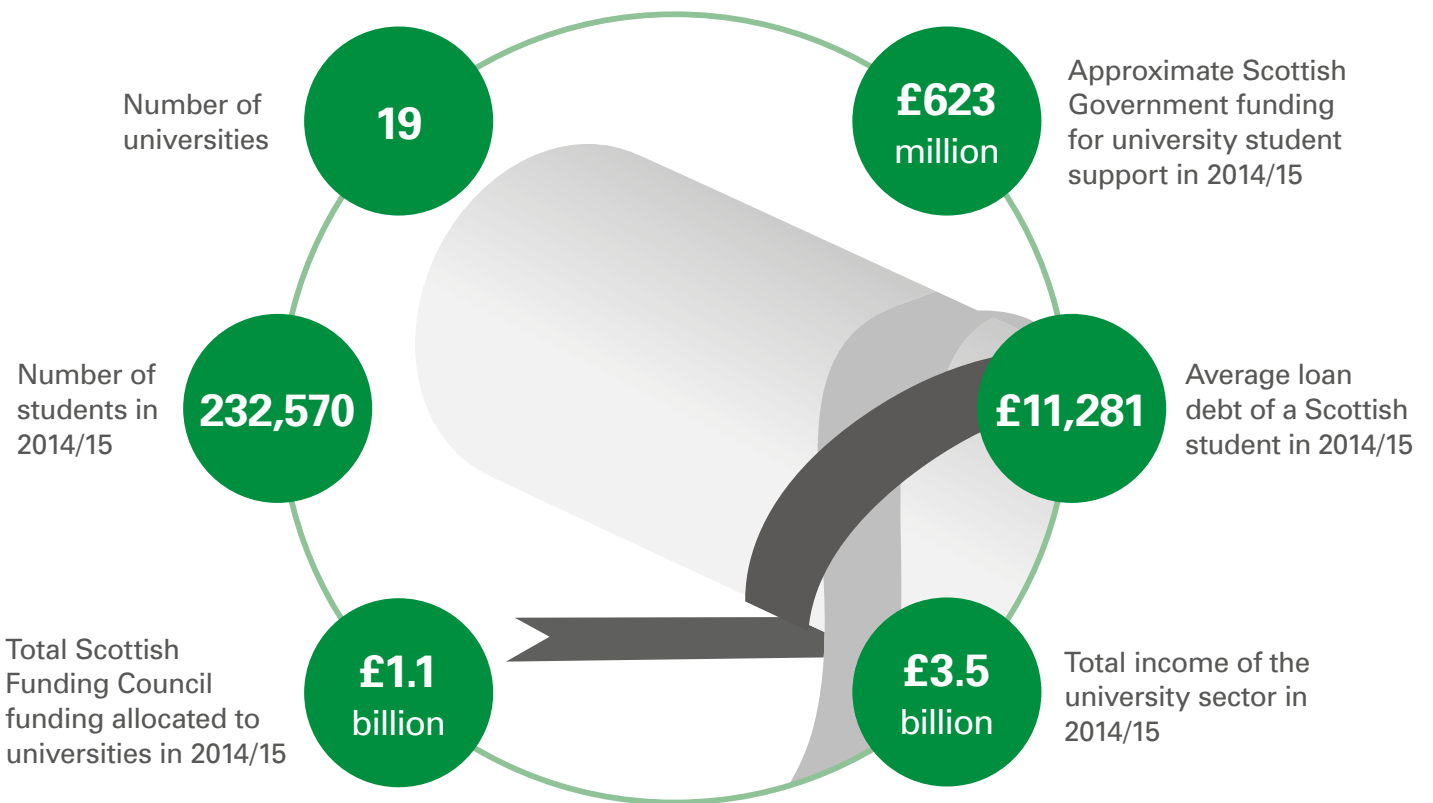 Number of
universities
19
£623
million
Approximate Scottish
Government funding
for university student
support in 2014/15
Number of
students in
2014/15
232,570
£11,281
Average loan
debt of a Scottish
student in 2014/15
Total Scottish
Funding Council
funding allocated to
universities in 2014/15
£1.1
billion
£3.5
billion
Total income of the
university sector in
2014/15